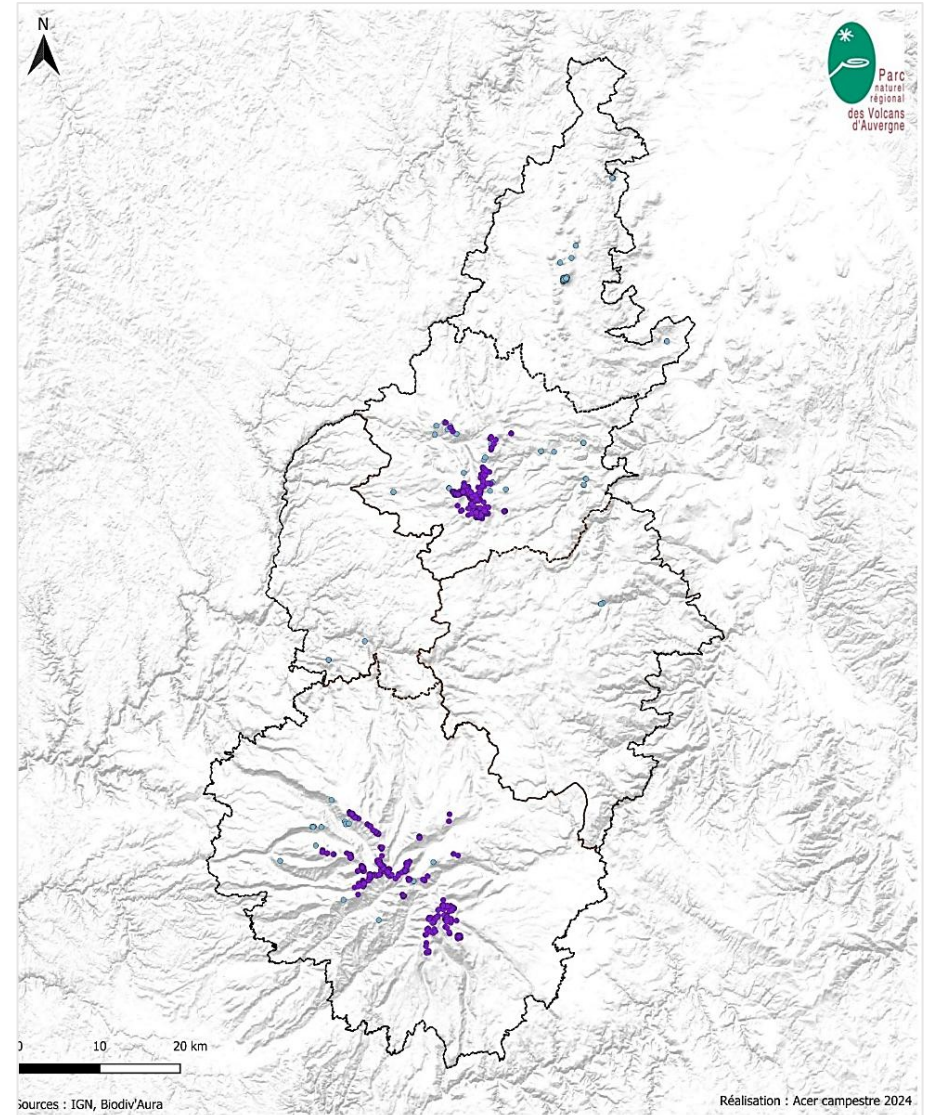 N
Parc
naturel
régional
des Volcans
d'Auvergne
0 10 20 km
Sources : IGN, Biodiv'Aura
Réalisation : Acer campestre 2024